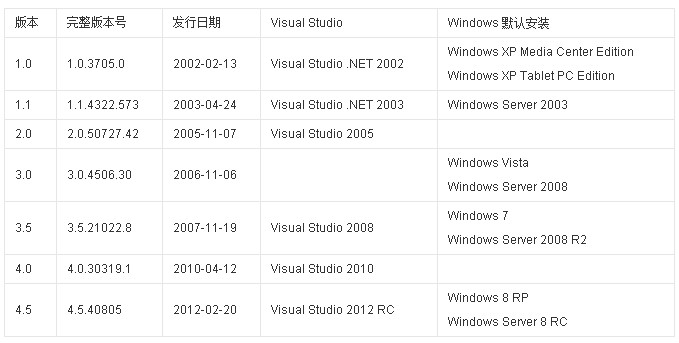 版本 完整版本号 发行日期 Visual Studio Windows 默认安装
1.0 1.0.3705.0 2002-02-13 Visual Studio .NET 2002 Windows XP Media Center Edition
Windows XP Tablet PC Edition
1.1 1.1.4322.573 2003-04-24 Visual Studio .NET 2003 Windows Server 2003
2.0 2.0.50727.42 2005-11-07 Visual Studio 2005
3.0 3.0.4506.30 2006-11-06 Windows Vista
Windows Server 2008
3.5 3.5.21022.8 2007-11-19 Visual Studio 2008 Windows 7
Windows Server 2008 R2
4.0 4.0.30319.1 2010-04-12 Visual Studio 2010
4.5 4.5.40805 2012-02-20 Visual Studio 2012 RC Windows 8 RP
Windows Server 8 RC